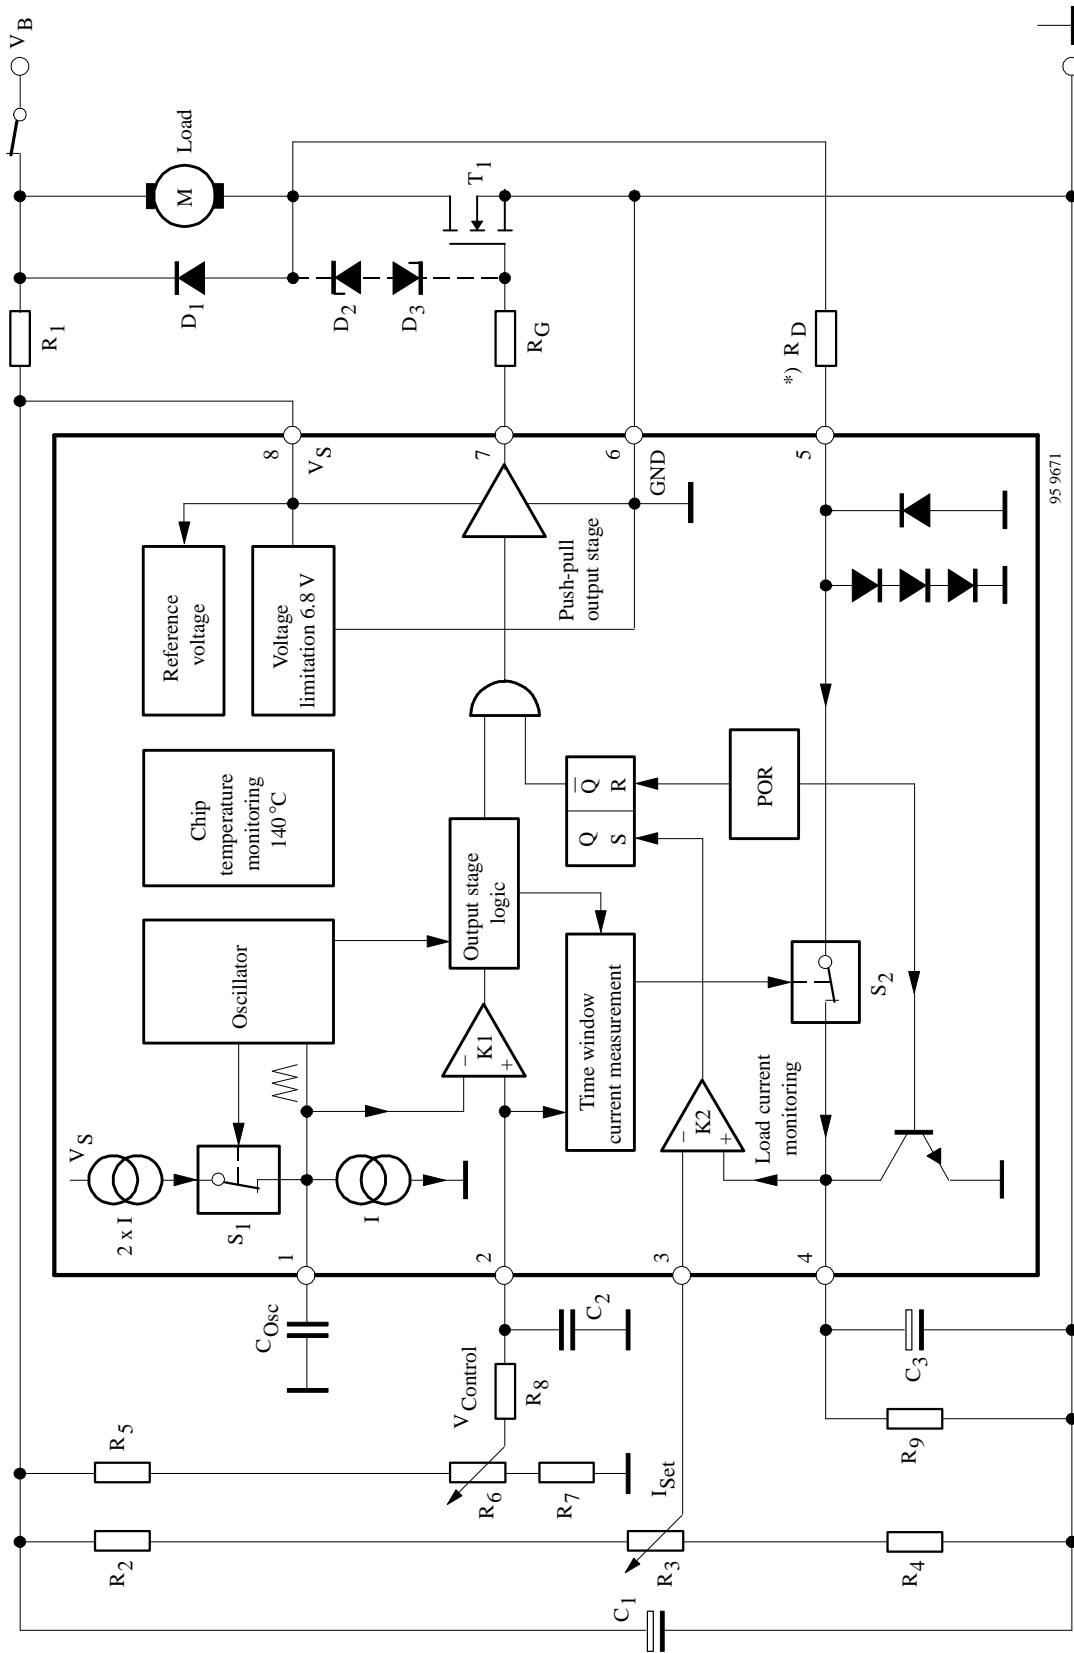 V_B
Load
M
R_1
D_1
D_2
D_3
T_1
R_G
*) R_D
8
V_S
7
6
GND
5
95 9671
Reference
voltage
Voltage
limitation 6.8 V
Push-pull
output stage
Chip
temperature
monitoring
140 °C
Q
Q̅
S
R
POR
Oscillator
Output stage
logic
Time window
current measurement
S_2
K1
−
+
K2
−
+
Load current
monitoring
V_S
2 x I
S_1
I
1
2
3
4
C_Osc
V_Control
C_2
R_8
C_3
R_9
R_5
R_6
R_7
I_Set
R_2
R_3
R_4
C_1